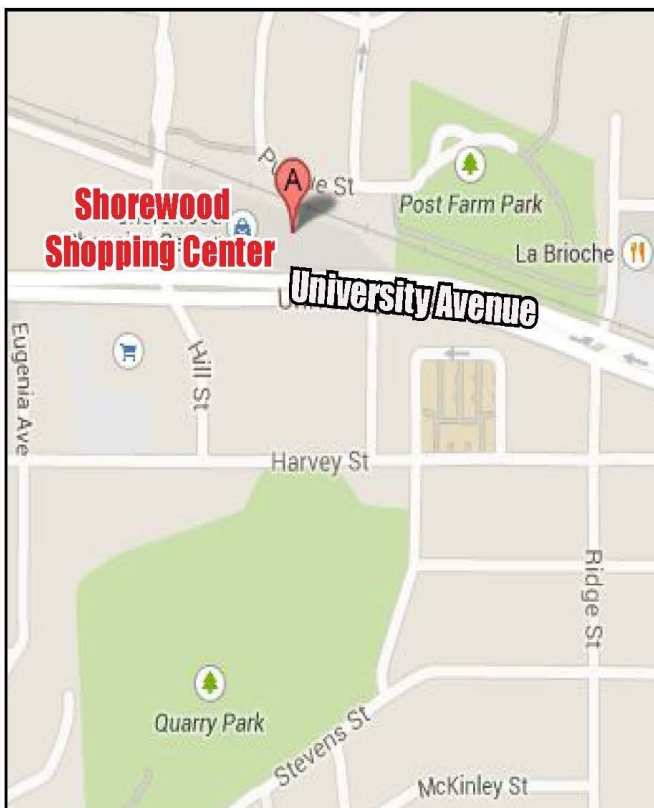 A
St
Post Farm Park
Shorewood
Shopping Center
La Brioche
University Avenue
Eugenia Ave
Hill St
Harvey St
Ridge St
Quarry Park
Stevens St
McKinley St